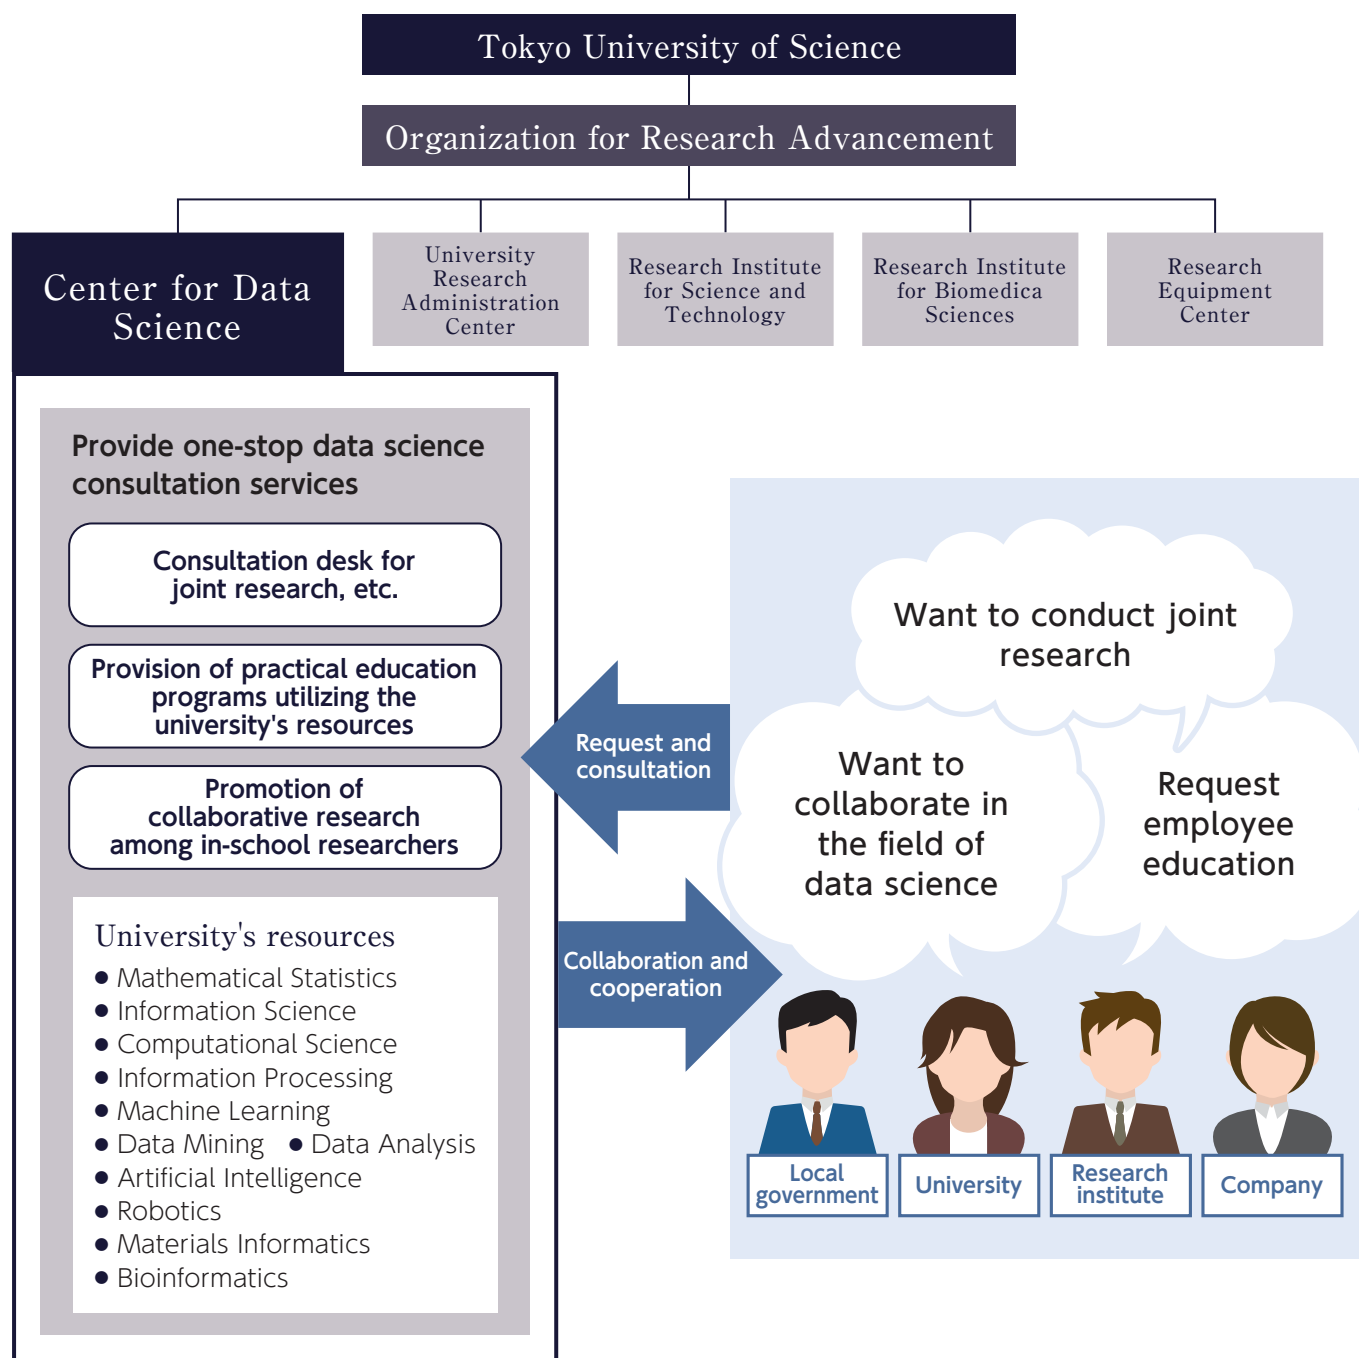 Tokyo University of Science
Organization for Research Advancement
Center for Data
Science
University
Research
Administration
Center
Research Institute
for Science and
Technology
Research Institute
for Biomedica
Sciences
Research
Equipment
Center
Provide one-stop data science
consultation services
Consultation desk for
joint research, etc.
Provision of practical education
programs utilizing the
university's resources
Promotion of
collaborative research
among in-school researchers
University's resources
● Mathematical Statistics
● Information Science
● Computational Science
● Information Processing
● Machine Learning
● Data Mining ● Data Analysis
● Artificial Intelligence
● Robotics
● Materials Informatics
● Bioinformatics
Request and
consultation
Collaboration and
cooperation
Want to conduct joint
research
Want to
collaborate in
the field of
data science
Request
employee
education
Local
government
University
Research
institute
Company